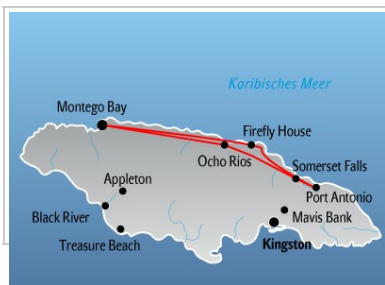 Karibisches Meer
Montego Bay
Firefly House
Ocho Rios
Somerset Falls
Appleton
Port Antonio
Black River
Mavis Bank
Treasure Beach
Kingston